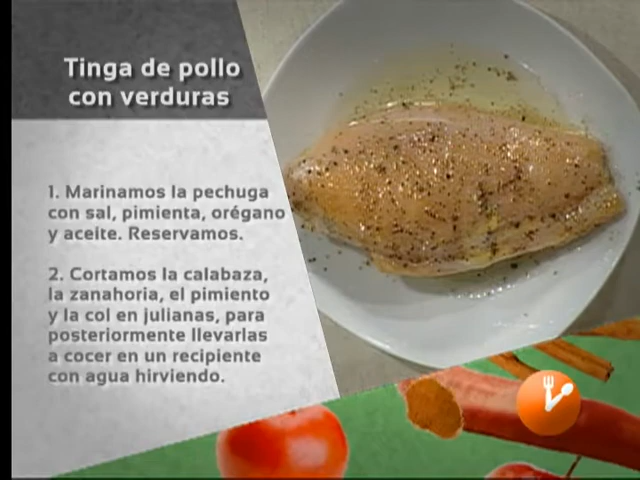 Tinga de pollo
con verduras
1. Marinamos la pechuga
con sal, pimienta, orégano
y aceite. Reservamos.
2. Cortamos la calabaza,
la zanahoria, el pimiento
y la col en julianas, para
posteriormente llevarlas
a cocer en un recipiente
con agua hirviendo.